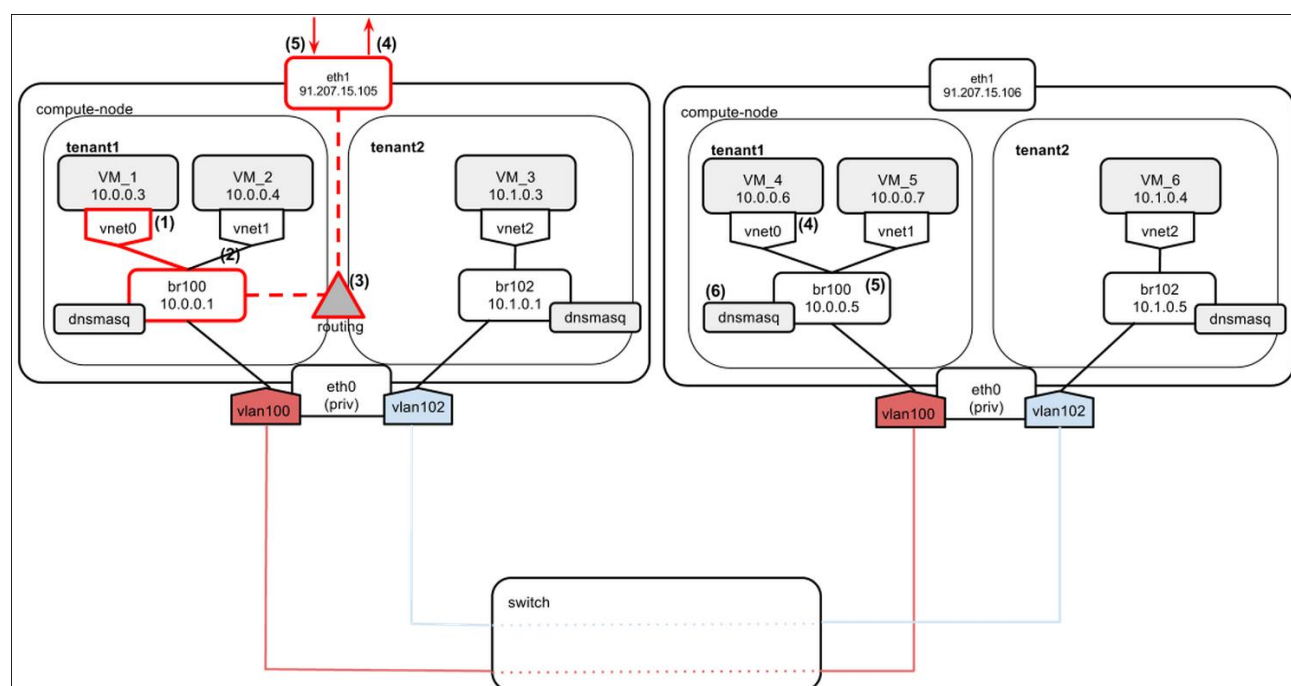 (5)
(4)
eth1
91.207.15.105
compute-node
tenant1
VM_1
10.0.0.3
VM_2
10.0.0.4
vnet0
(1)
vnet1
(2)
br100
10.0.0.1
dnsmasq
(3)
routing
tenant2
VM_3
10.1.0.3
vnet2
br102
10.1.0.1
dnsmasq
eth0
(priv)
vlan100
vlan102
eth1
91.207.15.106
compute-node
tenant1
VM_4
10.0.0.6
VM_5
10.0.0.7
vnet0
(4)
vnet1
br100
10.0.0.5
(5)
(6)
dnsmasq
tenant2
VM_6
10.1.0.4
vnet2
br102
10.1.0.5
dnsmasq
eth0
(priv)
vlan100
vlan102
switch